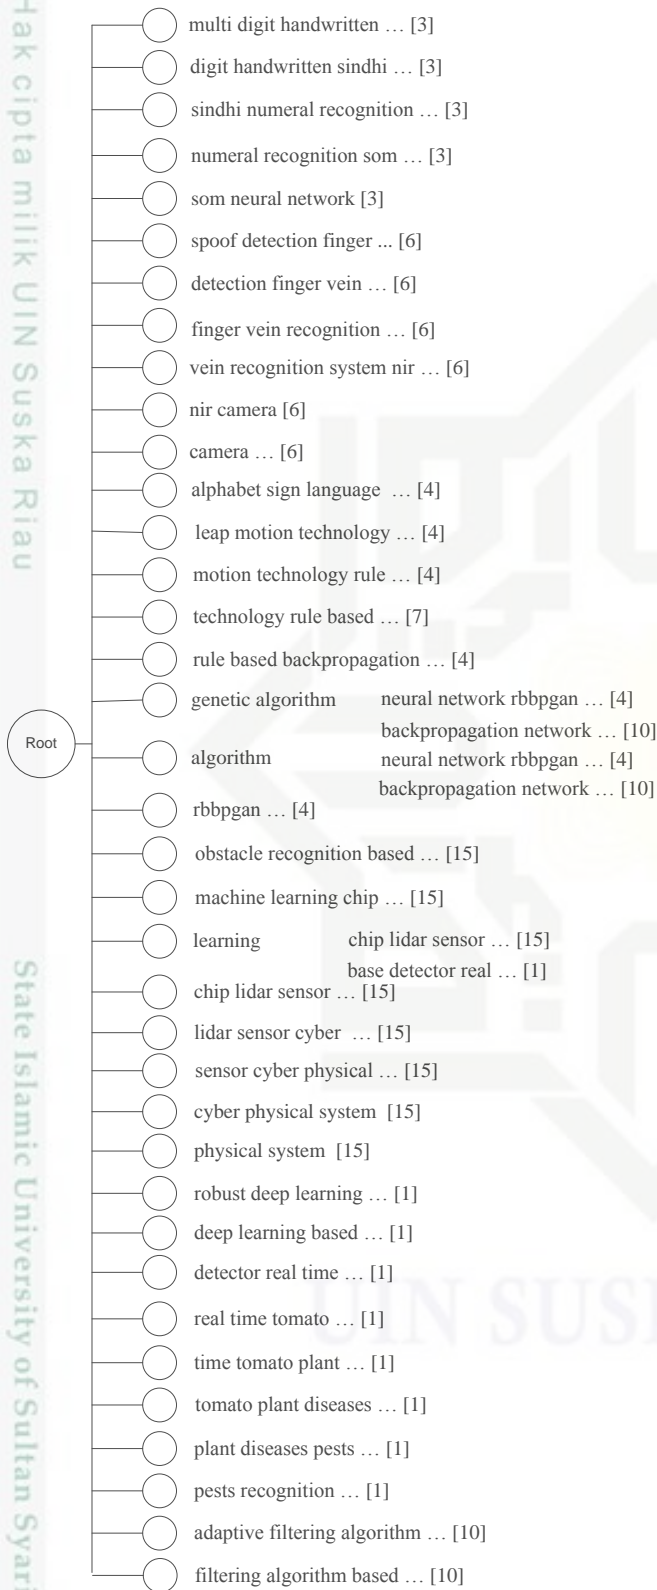 Hak cipta milik UIN Suska Riau
State Islamic University of Sultan Syari
Root
multi digit handwritten … [3]
digit handwritten sindhi … [3]
sindhi numeral recognition … [3]
numeral recognition som … [3]
som neural network [3]
spoof detection finger ... [6]
detection finger vein … [6]
finger vein recognition … [6]
vein recognition system nir … [6]
nir camera [6]
camera … [6]
alphabet sign language … [4]
leap motion technology … [4]
motion technology rule … [4]
technology rule based … [7]
rule based backpropagation … [4]
genetic algorithm neural network rbbpgan … [4]
backpropagation network … [10]
algorithm neural network rbbpgan … [4]
backpropagation network … [10]
rbbpgan … [4]
obstacle recognition based … [15]
machine learning chip … [15]
learning chip lidar sensor … [15]
base detector real … [1]
chip lidar sensor … [15]
lidar sensor cyber … [15]
sensor cyber physical … [15]
cyber physical system [15]
physical system [15]
robust deep learning … [1]
deep learning based … [1]
detector real time … [1]
real time tomato … [1]
time tomato plant … [1]
tomato plant diseases … [1]
plant diseases pests … [1]
pests recognition … [1]
adaptive filtering algorithm … [10]
filtering algorithm based … [10]
UIN SUS